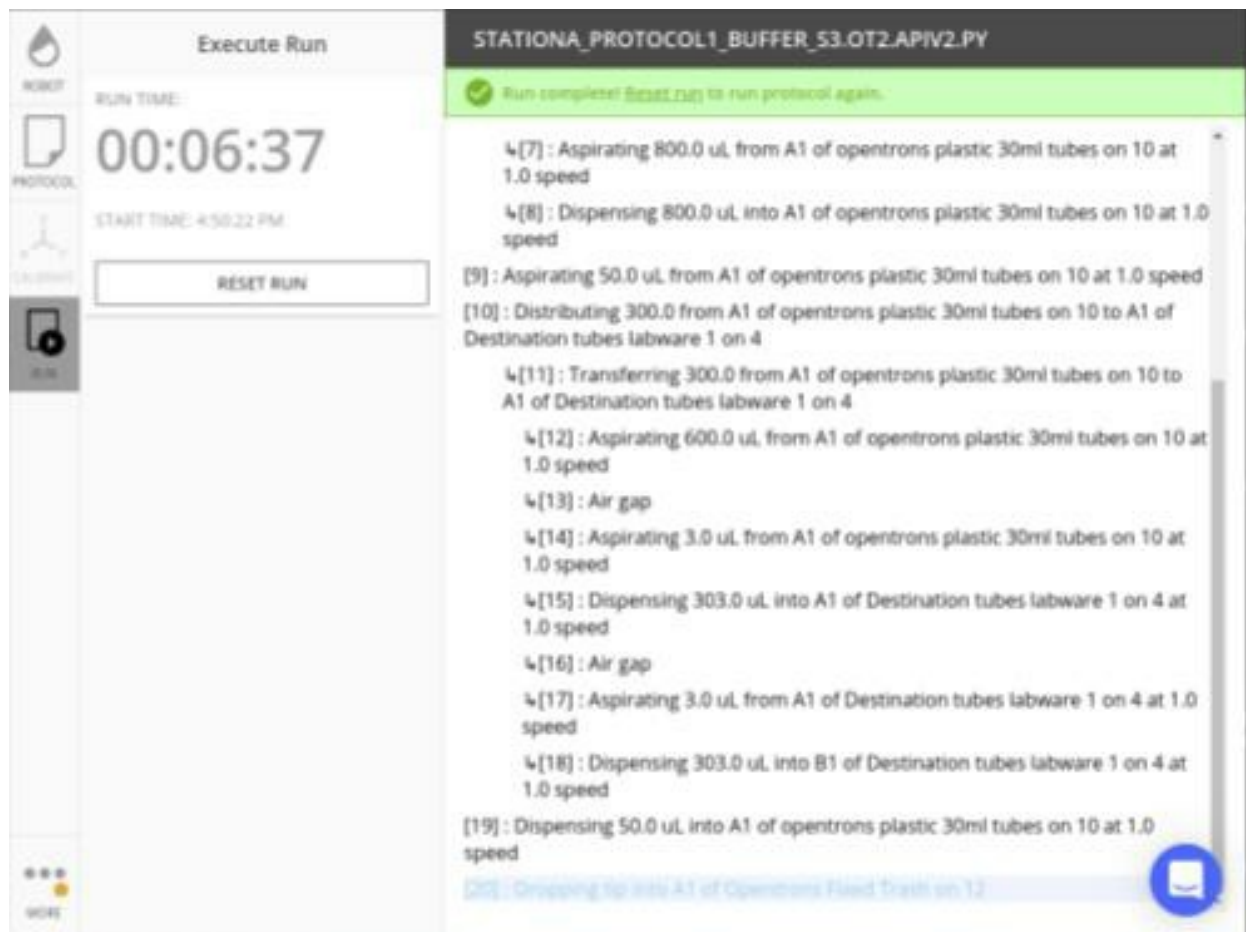 Execute Run
STATIONA_PROTOCOL1_BUFFER_S3.OT2.APIV2.PY
ROBOT
RUN TIME:
Run complete! Reset run to run protocol again.
00:06:37
PROTOCOL
START TIME: 4:50:22 PM
CALIBRATE
RESET RUN
RUN
↳[7] : Aspirating 800.0 uL from A1 of opentrons plastic 30ml tubes on 10 at
1.0 speed
↳[8] : Dispensing 800.0 uL into A1 of opentrons plastic 30ml tubes on 10 at 1.0
speed
[9] : Aspirating 50.0 uL from A1 of opentrons plastic 30ml tubes on 10 at 1.0 speed
[10] : Distributing 300.0 from A1 of opentrons plastic 30ml tubes on 10 to A1 of
Destination tubes labware 1 on 4
↳[11] : Transferring 300.0 from A1 of opentrons plastic 30ml tubes on 10 to
A1 of Destination tubes labware 1 on 4
↳[12] : Aspirating 600.0 uL from A1 of opentrons plastic 30ml tubes on 10 at
1.0 speed
↳[13] : Air gap
↳[14] : Aspirating 3.0 uL from A1 of opentrons plastic 30ml tubes on 10 at
1.0 speed
↳[15] : Dispensing 303.0 uL into A1 of Destination tubes labware 1 on 4 at
1.0 speed
↳[16] : Air gap
↳[17] : Aspirating 3.0 uL from A1 of Destination tubes labware 1 on 4 at 1.0
speed
↳[18] : Dispensing 303.0 uL into B1 of Destination tubes labware 1 on 4 at
1.0 speed
[19] : Dispensing 50.0 uL into A1 of opentrons plastic 30ml tubes on 10 at 1.0
speed
[20] : Dropping tip into A1 of Opentrons Fixed Trash on 12
MORE